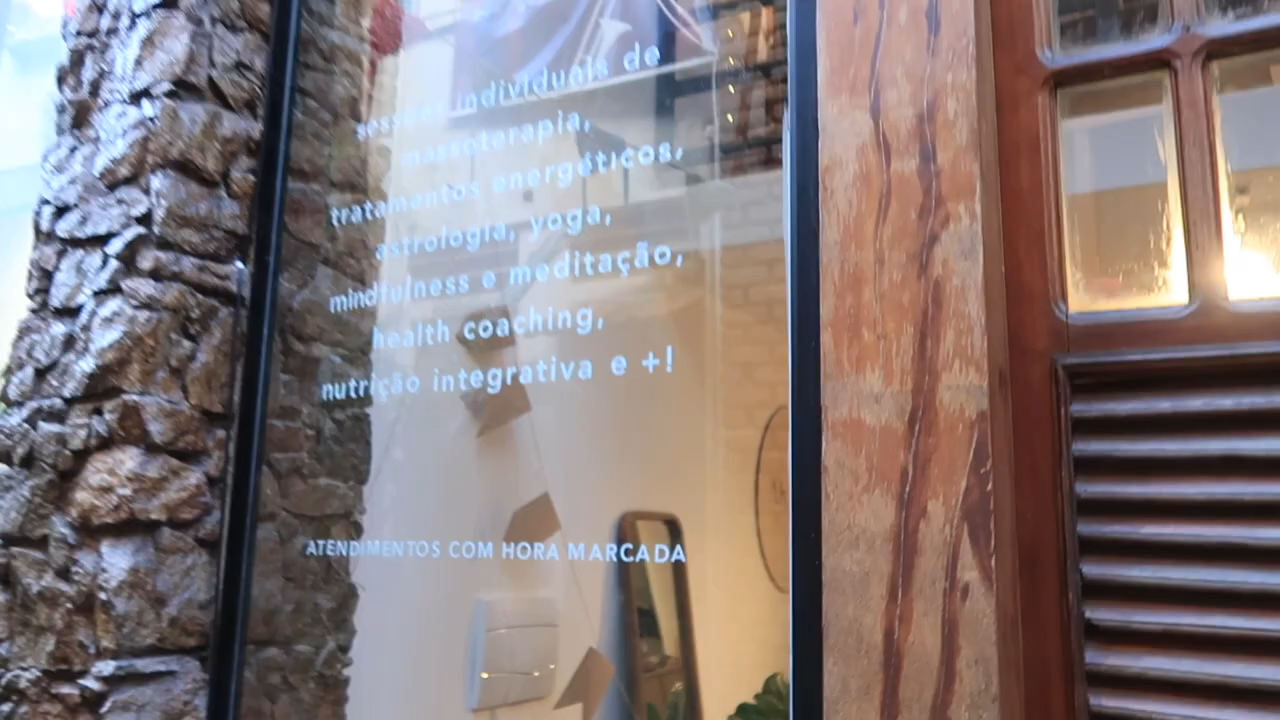 sessões individuais de
massoterapia,
tratamentos energéticos,
astrologia, yoga,
mindfulness e meditação,
health coaching,
nutrição integrativa e +!
ATENDIMENTOS COM HORA MARCADA